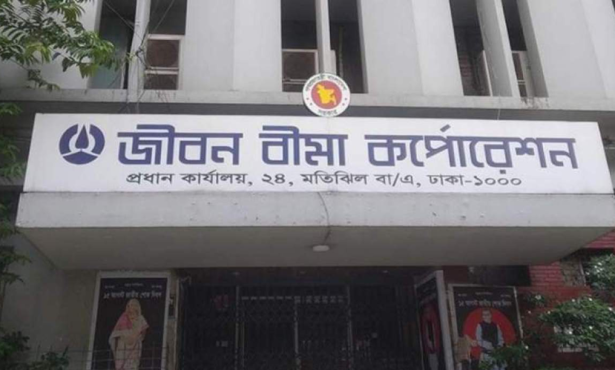 জীবন বীমা কর্পোরেশন
প্রধান কার্যালয়, ২৪, মতিঝিল বা/এ, ঢাকা-১০০০